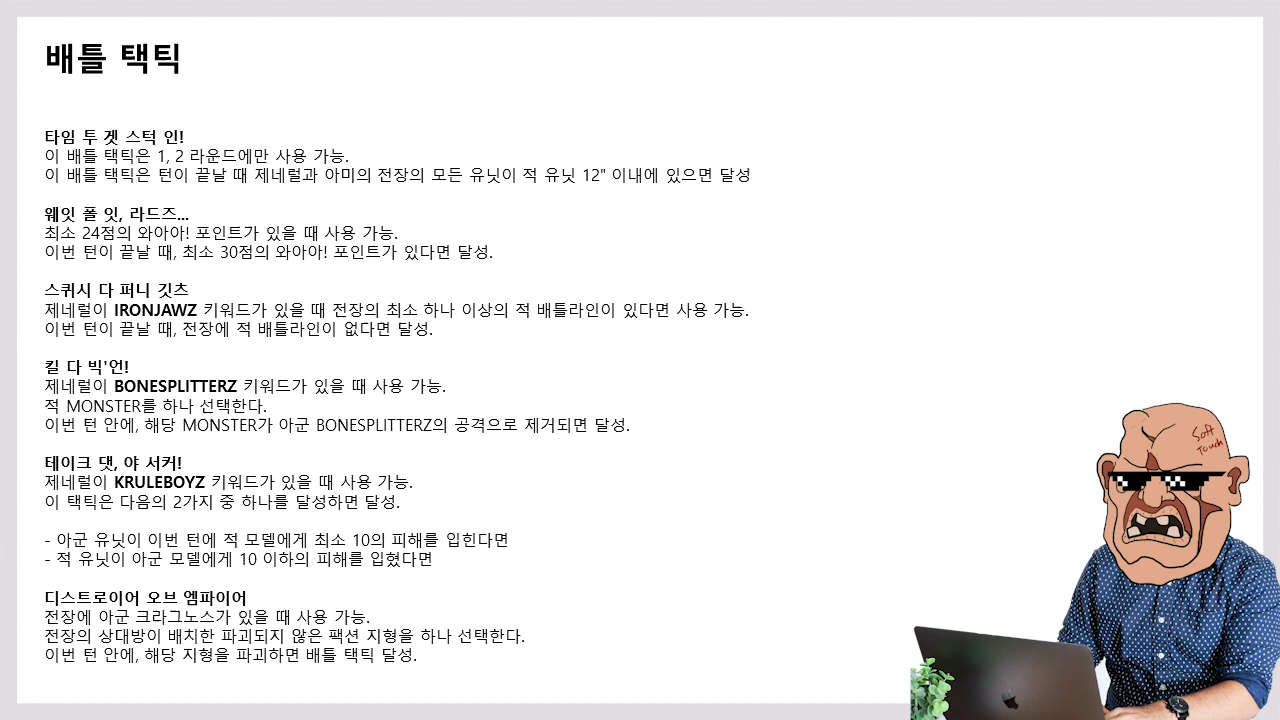 배틀 택틱
타임 투 겟 스턱 인!
이 배틀 택틱은 1, 2 라운드에만 사용 가능.
이 배틀 택틱은 턴이 끝날 때 제네럴과 아미의 전장의 모든 유닛이 적 유닛 12" 이내에 있으면 달성
웨잇 폴 잇, 라드즈...
최소 24점의 와아아! 포인트가 있을 때 사용 가능.
이번 턴이 끝날 때, 최소 30점의 와아아! 포인트가 있다면 달성.
스퀴시 다 퍼니 깃츠
제네럴이 IRONJAWZ 키워드가 있을 때 전장의 최소 하나 이상의 적 배틀라인이 있다면 사용 가능.
이번 턴이 끝날 때, 전장에 적 배틀라인이 없다면 달성.
킬 다 빅'언!
제네럴이 BONESPLITTERZ 키워드가 있을 때 사용 가능.
적 MONSTER를 하나 선택한다.
이번 턴 안에, 해당 MONSTER가 아군 BONESPLITTERZ의 공격으로 제거되면 달성.
테이크 댓, 야 서커!
제네럴이 KRULEBOYZ 키워드가 있을 때 사용 가능.
이 택틱은 다음의 2가지 중 하나를 달성하면 달성.
- 아군 유닛이 이번 턴에 적 모델에게 최소 10의 피해를 입힌다면
- 적 유닛이 아군 모델에게 10 이하의 피해를 입혔다면
디스트로이어 오브 엠파이어
전장에 아군 크라그노스가 있을 때 사용 가능.
전장의 상대방이 배치한 파괴되지 않은 팩션 지형을 하나 선택한다.
이번 턴 안에, 해당 지형을 파괴하면 배틀 택틱 달성.
Soft
Touch